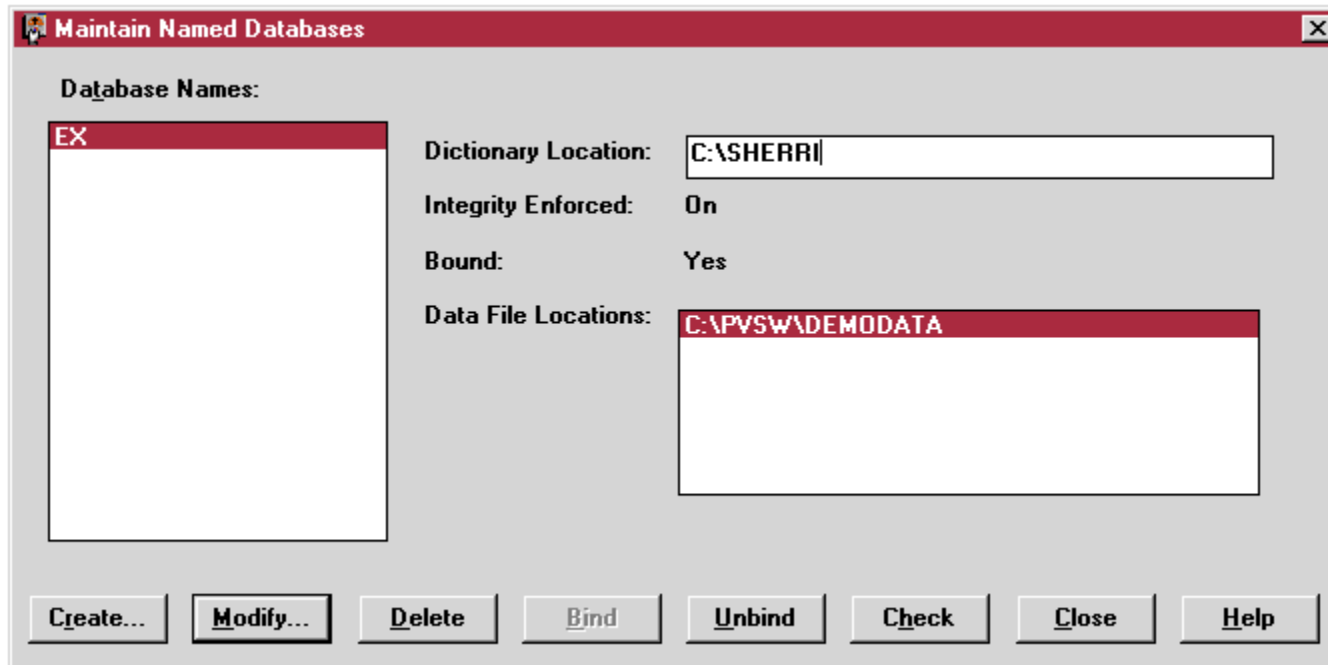 Maintain Named Databases
Database Names:
EX
Dictionary Location: C:\SHERRI
Integrity Enforced: On
Bound: Yes
Data File Locations: C:\PVSW\DEMODATA
Create... Modify... Delete Bind Unbind Check Close Help